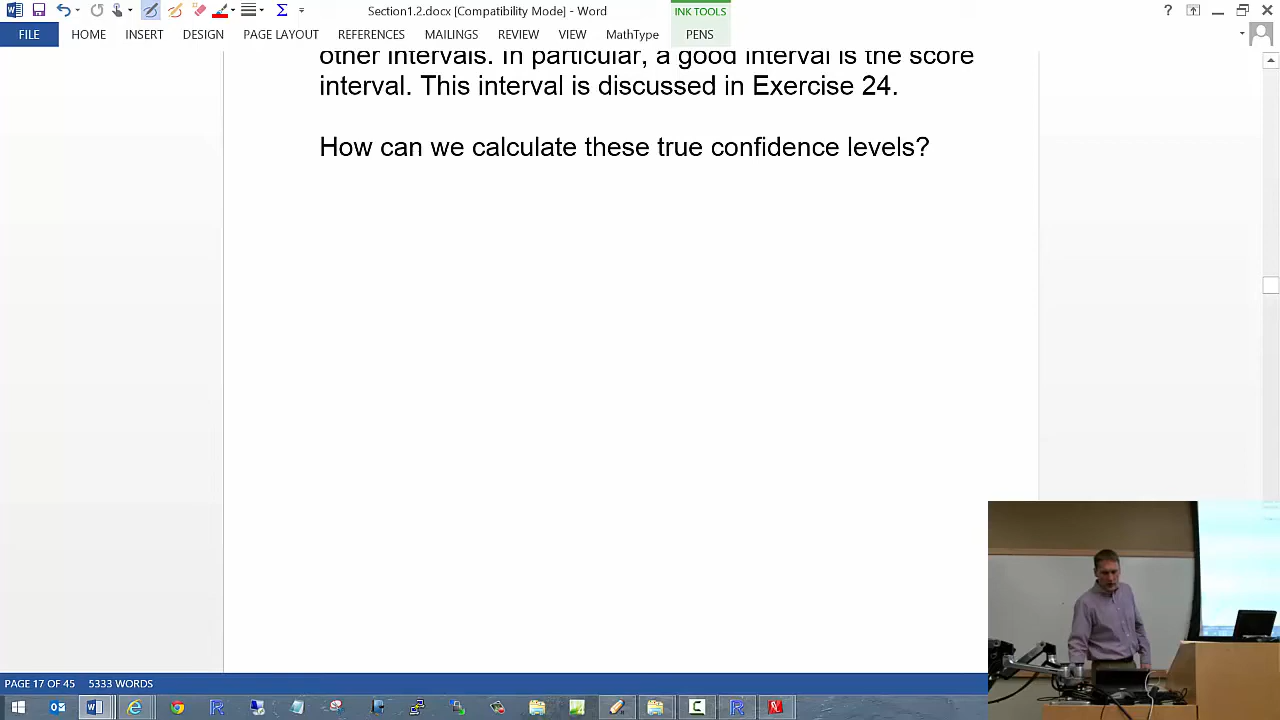 Section1.2.docx [Compatibility Mode] - Word
INK TOOLS
FILE HOME INSERT DESIGN PAGE LAYOUT REFERENCES MAILINGS REVIEW VIEW MathType PENS
other intervals. In particular, a good interval is the score
interval. This interval is discussed in Exercise 24.
How can we calculate these true confidence levels?
PAGE 17 OF 45 5333 WORDS